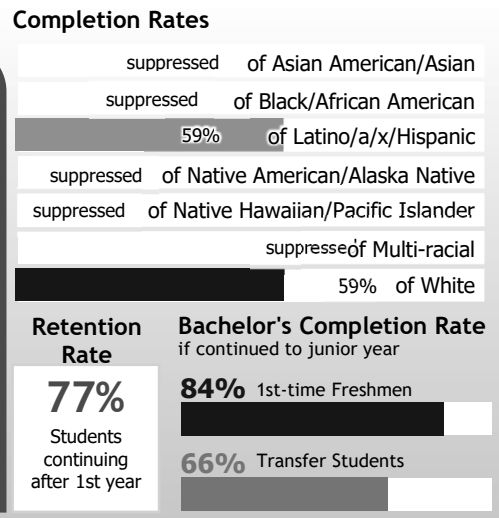 Completion Rates
suppressed of Asian American/Asian
suppressed of Black/African American
59% of Latino/a/x/Hispanic
suppressed of Native American/Alaska Native
suppressed of Native Hawaiian/Pacific Islander
suppresseof Multi-racial
59% of White
Retention
Rate
77%
Students
continuing
after 1st year
Bachelor's Completion Rate
if continued to junior year
84% 1st-time Freshmen
66% Transfer Students